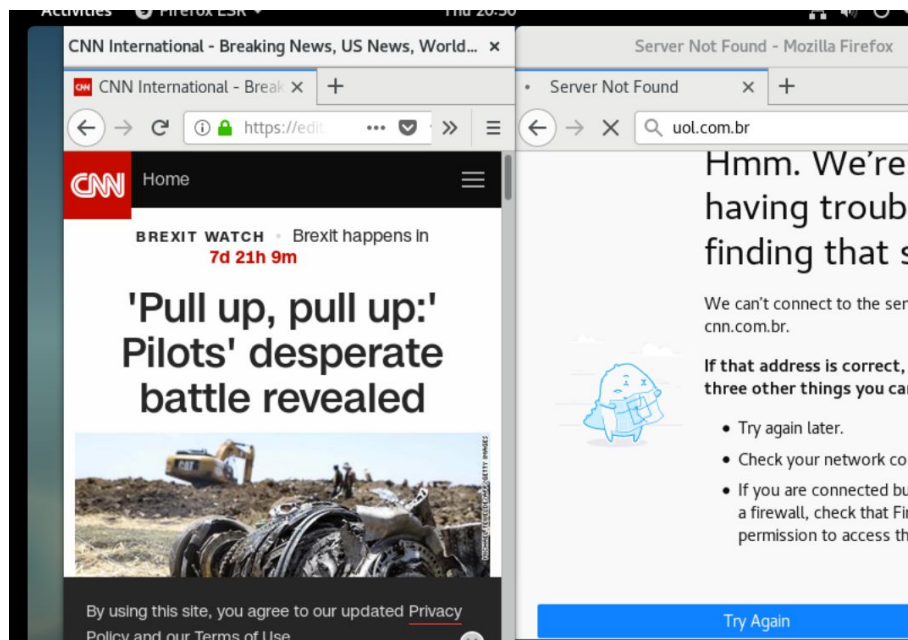 Activities Firefox ESR Thu 20:50
CNN International - Breaking News, US News, World... ×
CNN International - Break × +
https://edit
CNN Home
BREXIT WATCH • Brexit happens in
7d 21h 9m
'Pull up, pull up:'
Pilots' desperate
battle revealed
CAT
By using this site, you agree to our updated Privacy
Policy and our Terms of Use
Server Not Found - Mozilla Firefox
• Server Not Found × +
uol.com.br
Hmm. We're
having troub
finding that s
We can't connect to the ser
cnn.com.br.
If that address is correct,
three other things you ca
• Try again later.
• Check your network co
• If you are connected bu
a firewall, check that Fi
permission to access th
Try Again